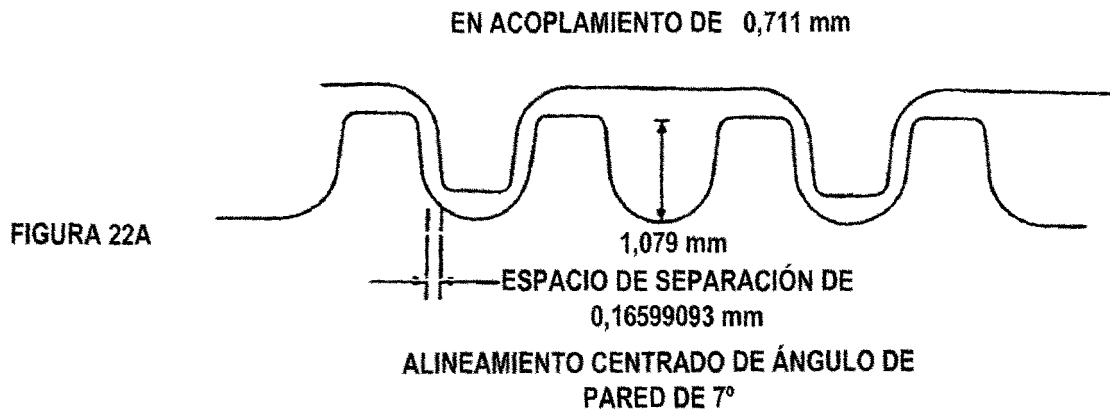 EN ACOPLAMIENTO DE 0,711 mm
FIGURA 22A
1,079 mm
ESPACIO DE SEPARACIÓN DE
0,16599093 mm
ALINEAMIENTO CENTRADO DE ÁNGULO DE
PARED DE 7º